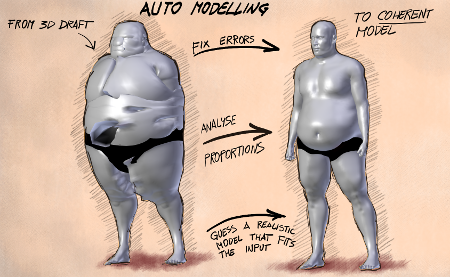 AUTO MODELLING
FROM 3D DRAFT
TO COHERENT
MODEL
FIX ERRORS
ANALYSE
PROPORTIONS
GUESS A REALISTIC
MODEL THAT FITS
THE INPUT